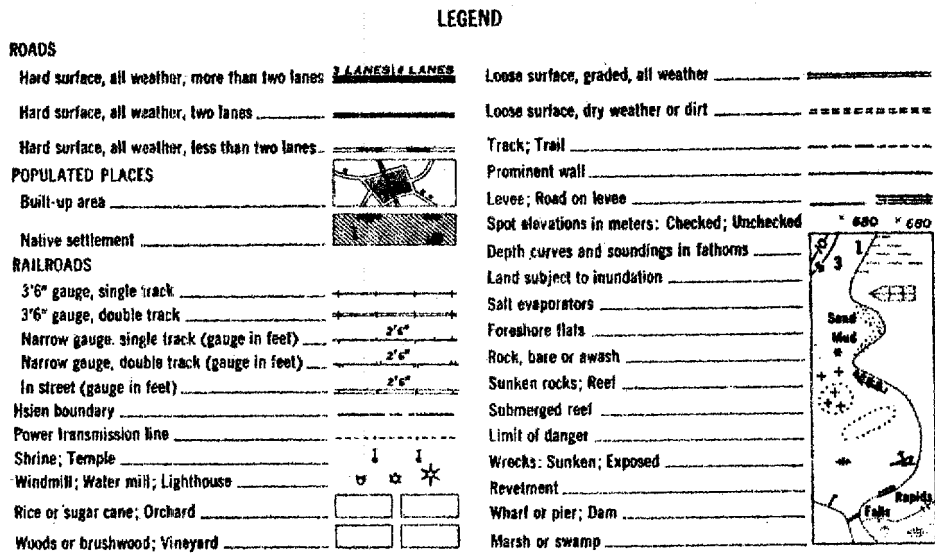 LEGEND
ROADS
Hard surface, all weather, more than two lanes 3 LANES 4 LANES
Hard surface, all weather, two lanes
Hard surface, all weather, less than two lanes
POPULATED PLACES
Built-up area
Native settlement
RAILROADS
3'6" gauge, single track
3'6" gauge, double track
Narrow gauge, single track (gauge in feet) 2'6"
Narrow gauge, double track (gauge in feet) 2'6"
In street (gauge in feet) 2'6"
Hsien boundary
Power transmission line
Shrine; Temple
Windmill; Water mill; Lighthouse
Rice or sugar cane; Orchard
Woods or brushwood; Vineyard
Loose surface, graded, all weather
Loose surface, dry weather or dirt
Track; Trail
Prominent wall
Levee; Road on levee
Spot elevations in meters: Checked; Unchecked × 680 × 680
Depth curves and soundings in fathoms
Land subject to inundation
Salt evaporators
Foreshore flats
Rock, bare or awash
Sunken rocks; Reef
Submerged reef
Limit of danger
Wrecks: Sunken; Exposed
Revetment
Wharf or pier; Dam
Marsh or swamp
1
3
Sand
Mud
Rapids
Falls